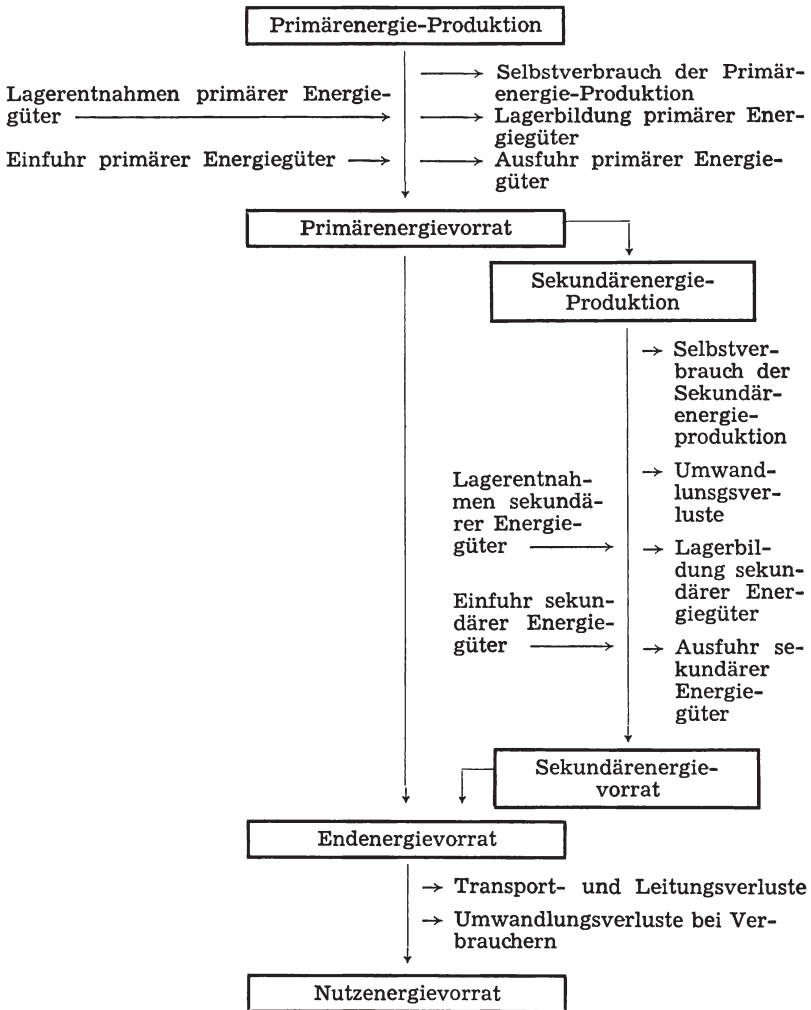 Primärenergie-Produktion
Selbstverbrauch der Primär-
energie-Produktion
Lagerentnahmen primärer Energie-
güter
Lagerbildung primärer Ener-
giegüter
Einfuhr primärer Energiegüter
Ausfuhr primärer Energie-
güter
Primärenergievorrat
Sekundärenergie-
Produktion
Selbstver-
brauch der
Sekundär-
energie-
produktion
Umwand-
lunsgsver-
luste
Lagerentnah-
men sekundä-
rer Energie-
güter
Lagerbil-
dung sekun-
därer Ener-
giegüter
Einfuhr sekun-
därer Energie-
güter
Ausfuhr se-
kundärer
Energie-
güter
Sekundärenergie-
vorrat
Endenergievorrat
Transport- und Leitungsverluste
Umwandlungsverluste bei Ver-
brauchern
Nutzenergievorrat